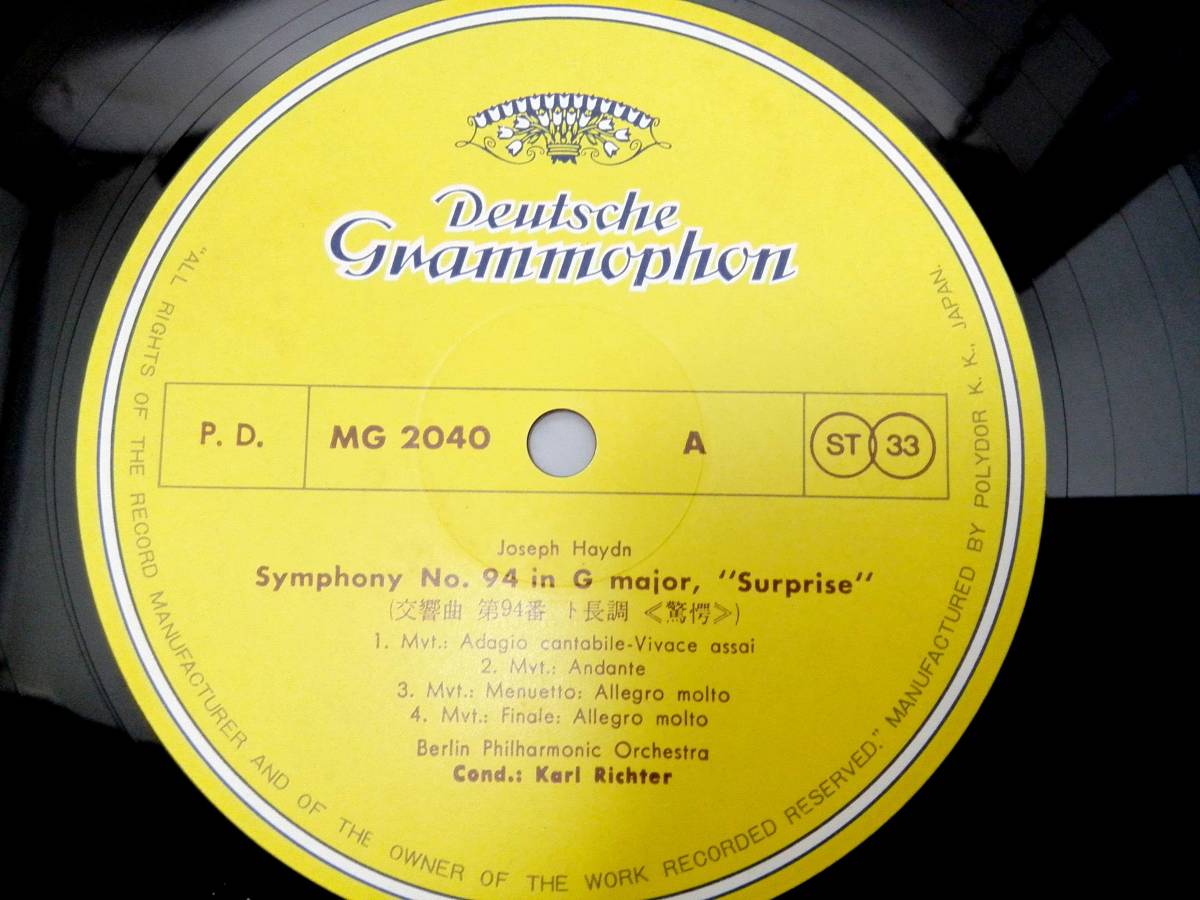 Deutsche
Grammophon
P. D.
MG 2040
A
ST 33
Joseph Haydn
Symphony No. 94 in G major, "Surprise"
(交響曲 第94番 ト長調 ≪驚愕≫)
1. Mvt.: Adagio cantabile-Vivace assai
2. Mvt.: Andante
3. Mvt.: Menuetto: Allegro molto
4. Mvt.: Finale: Allegro molto
Berlin Philharmonic Orchestra
Cond.: Karl Richter
"ALL RIGHTS OF THE RECORD MANUFACTURER AND OF THE OWNER OF THE WORK RECORDED RESERVED." MANUFACTURED BY POLYDOR K. K., JAPAN.